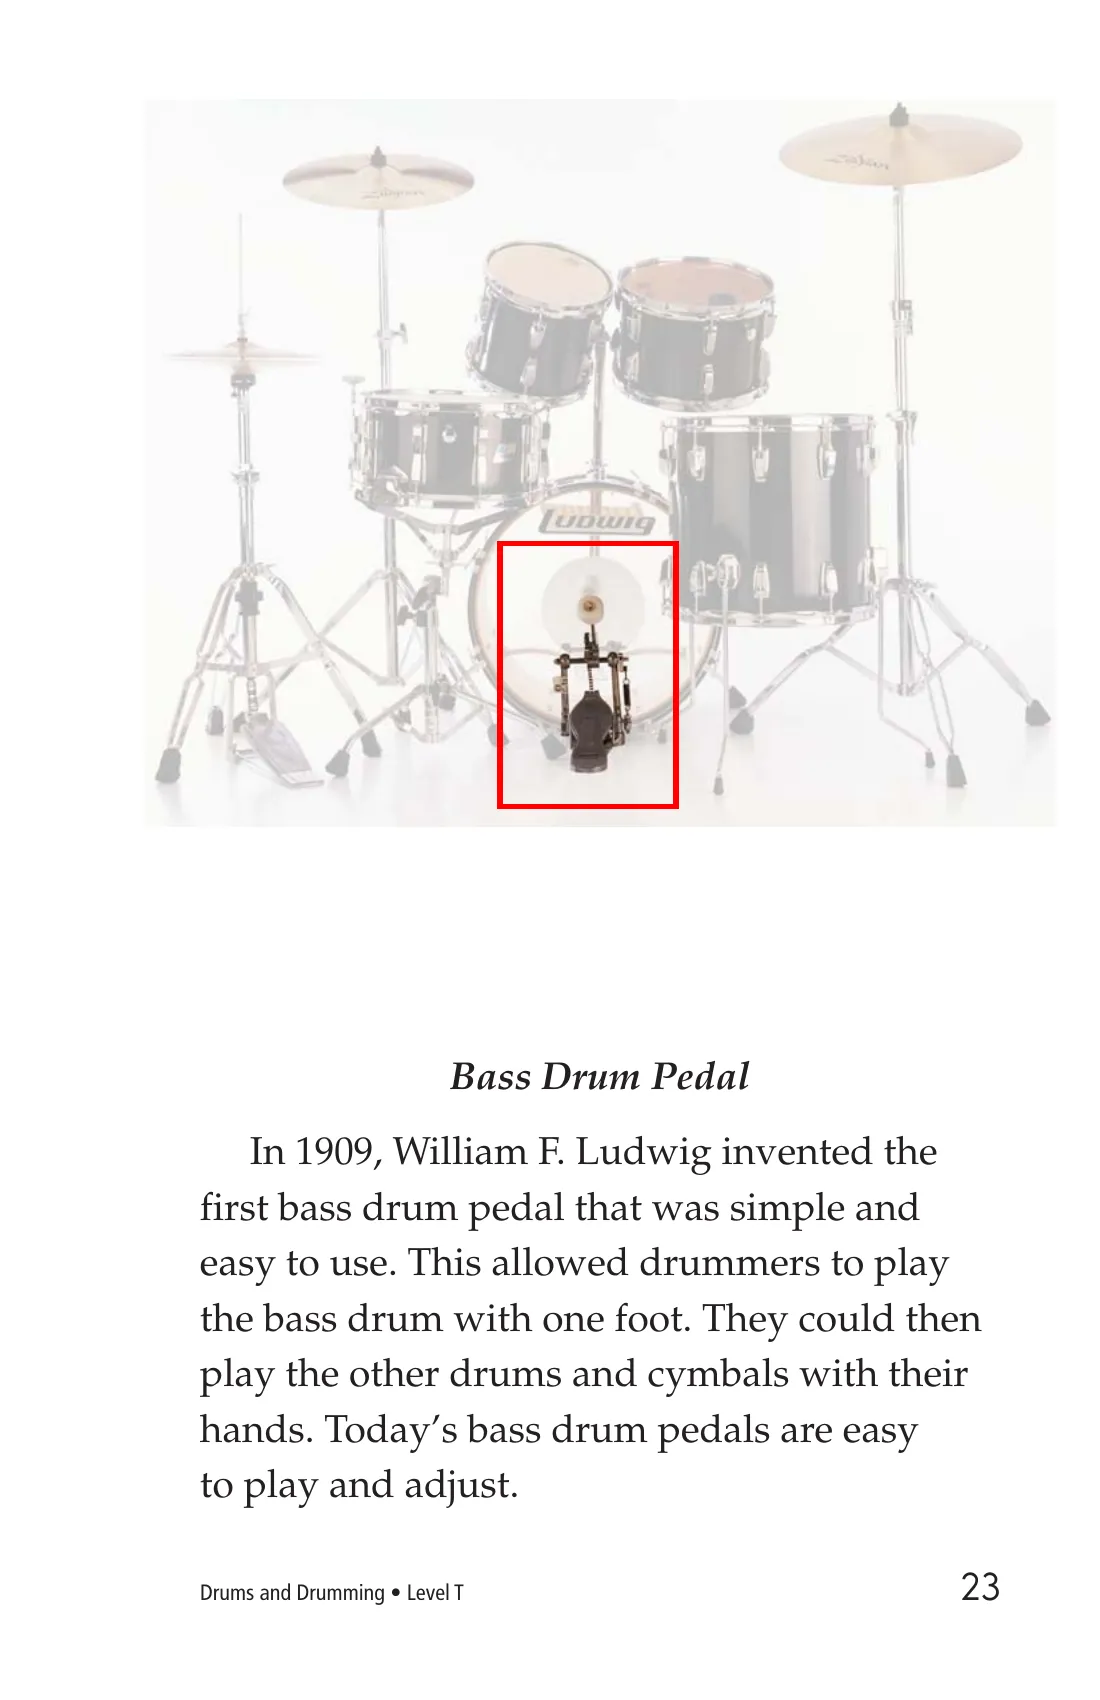 Zildjian
Zildjian
LUDWIG
Bass Drum Pedal
In 1909, William F. Ludwig invented the
first bass drum pedal that was simple and
easy to use. This allowed drummers to play
the bass drum with one foot. They could then
play the other drums and cymbals with their
hands. Today’s bass drum pedals are easy
to play and adjust.
Drums and Drumming • Level T
23